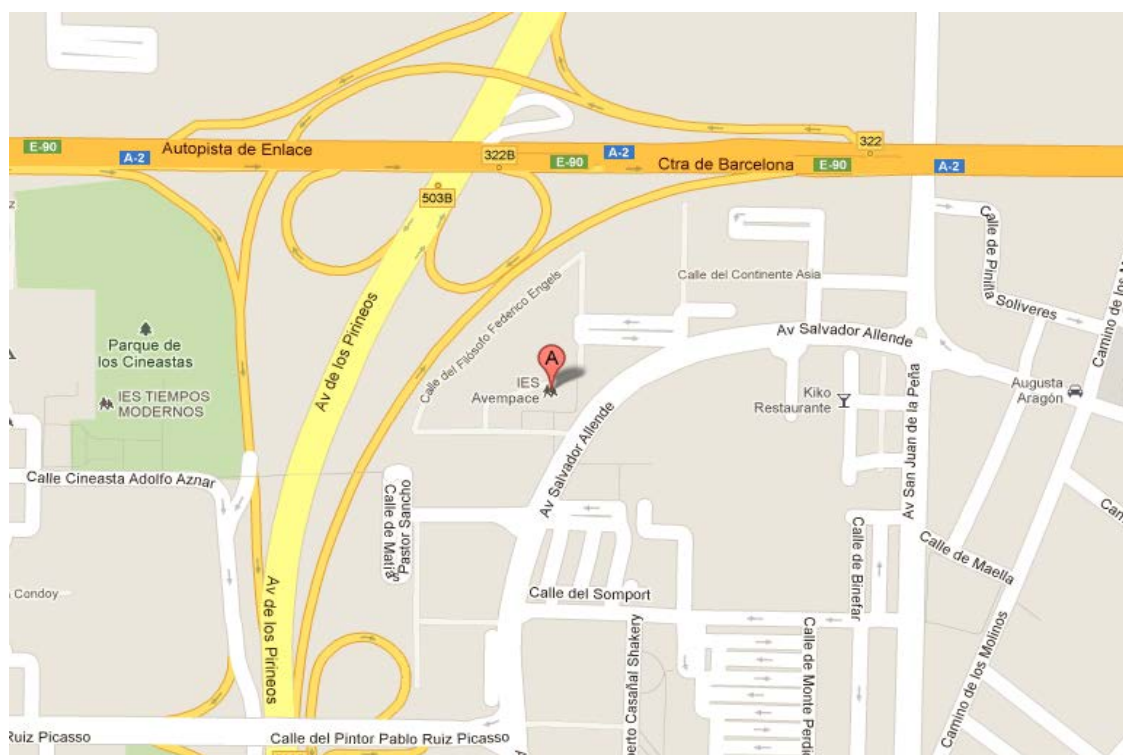 E-90
A-2
Autopista de Enlace
322B
E-90
A-2
Ctra de Barcelona
322
E-90
A-2
503B
Calle de Pinilla
Soliveres
Calle del Continente Asia
Calle del Filósofo Federico Engels
Av de los Pirineos
Av Salvador Allende
Parque de
los Cineastas
IES TIEMPOS
MODERNOS
A
IES
Avempace
Kiko
Restaurante
Augusta
Aragón
Av San Juan de la Peña
Av Salvador Allende
Calle Cineasta Adolfo Aznar
Calle de Matías
Pastor Sancho
Calle de Binefar
Calle de Maella
Camino de los Molinos
Camino de los M
Condoy
Av de los Pirineos
Calle del Somport
Calle de Monte Perdid
erto Casañal Shakery
Ruiz Picasso
Calle del Pintor Pablo Ruiz Picasso